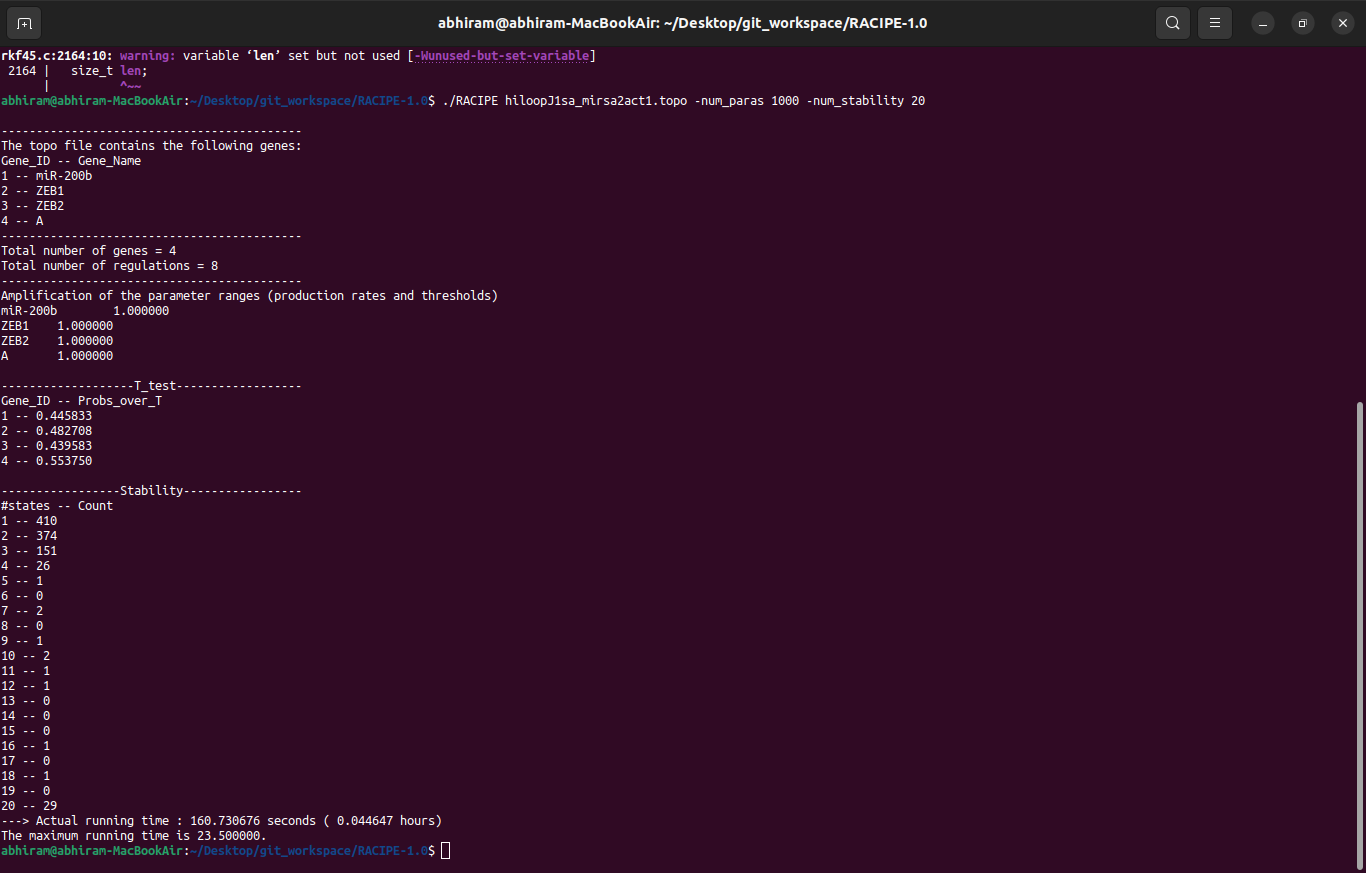 abhiram@abhiram-MacBookAir: ~/Desktop/git_workspace/RACIPE-1.0
rkf45.c:2164:10: warning: variable ‘len’ set but not used [-Wunused-but-set-variable]
 2164 |   size_t len;
      |          ^~~
abhiram@abhiram-MacBookAir:~/Desktop/git_workspace/RACIPE-1.0$ ./RACIPE hiloopJ1sa_mirsa2act1.topo -num_paras 1000 -num_stability 20
-------------------------------------------
The topo file contains the following genes:
Gene_ID -- Gene_Name
1 -- miR-200b
2 -- ZEB1
3 -- ZEB2
4 -- A
-------------------------------------------
Total number of genes = 4
Total number of regulations = 8
-------------------------------------------
Amplification of the parameter ranges (production rates and thresholds)
miR-200b        1.000000
ZEB1    1.000000
ZEB2    1.000000
A       1.000000
-------------------T_test------------------
Gene_ID -- Probs_over_T
1 -- 0.445833
2 -- 0.482708
3 -- 0.439583
4 -- 0.553750
-----------------Stability-----------------
#states -- Count
1 -- 410
2 -- 374
3 -- 151
4 -- 26
5 -- 1
6 -- 0
7 -- 2
8 -- 0
9 -- 1
10 -- 2
11 -- 1
12 -- 1
13 -- 0
14 -- 0
15 -- 0
16 -- 1
17 -- 0
18 -- 1
19 -- 0
20 -- 29
---> Actual running time : 160.730676 seconds ( 0.044647 hours)
The maximum running time is 23.500000.
abhiram@abhiram-MacBookAir:~/Desktop/git_workspace/RACIPE-1.0$